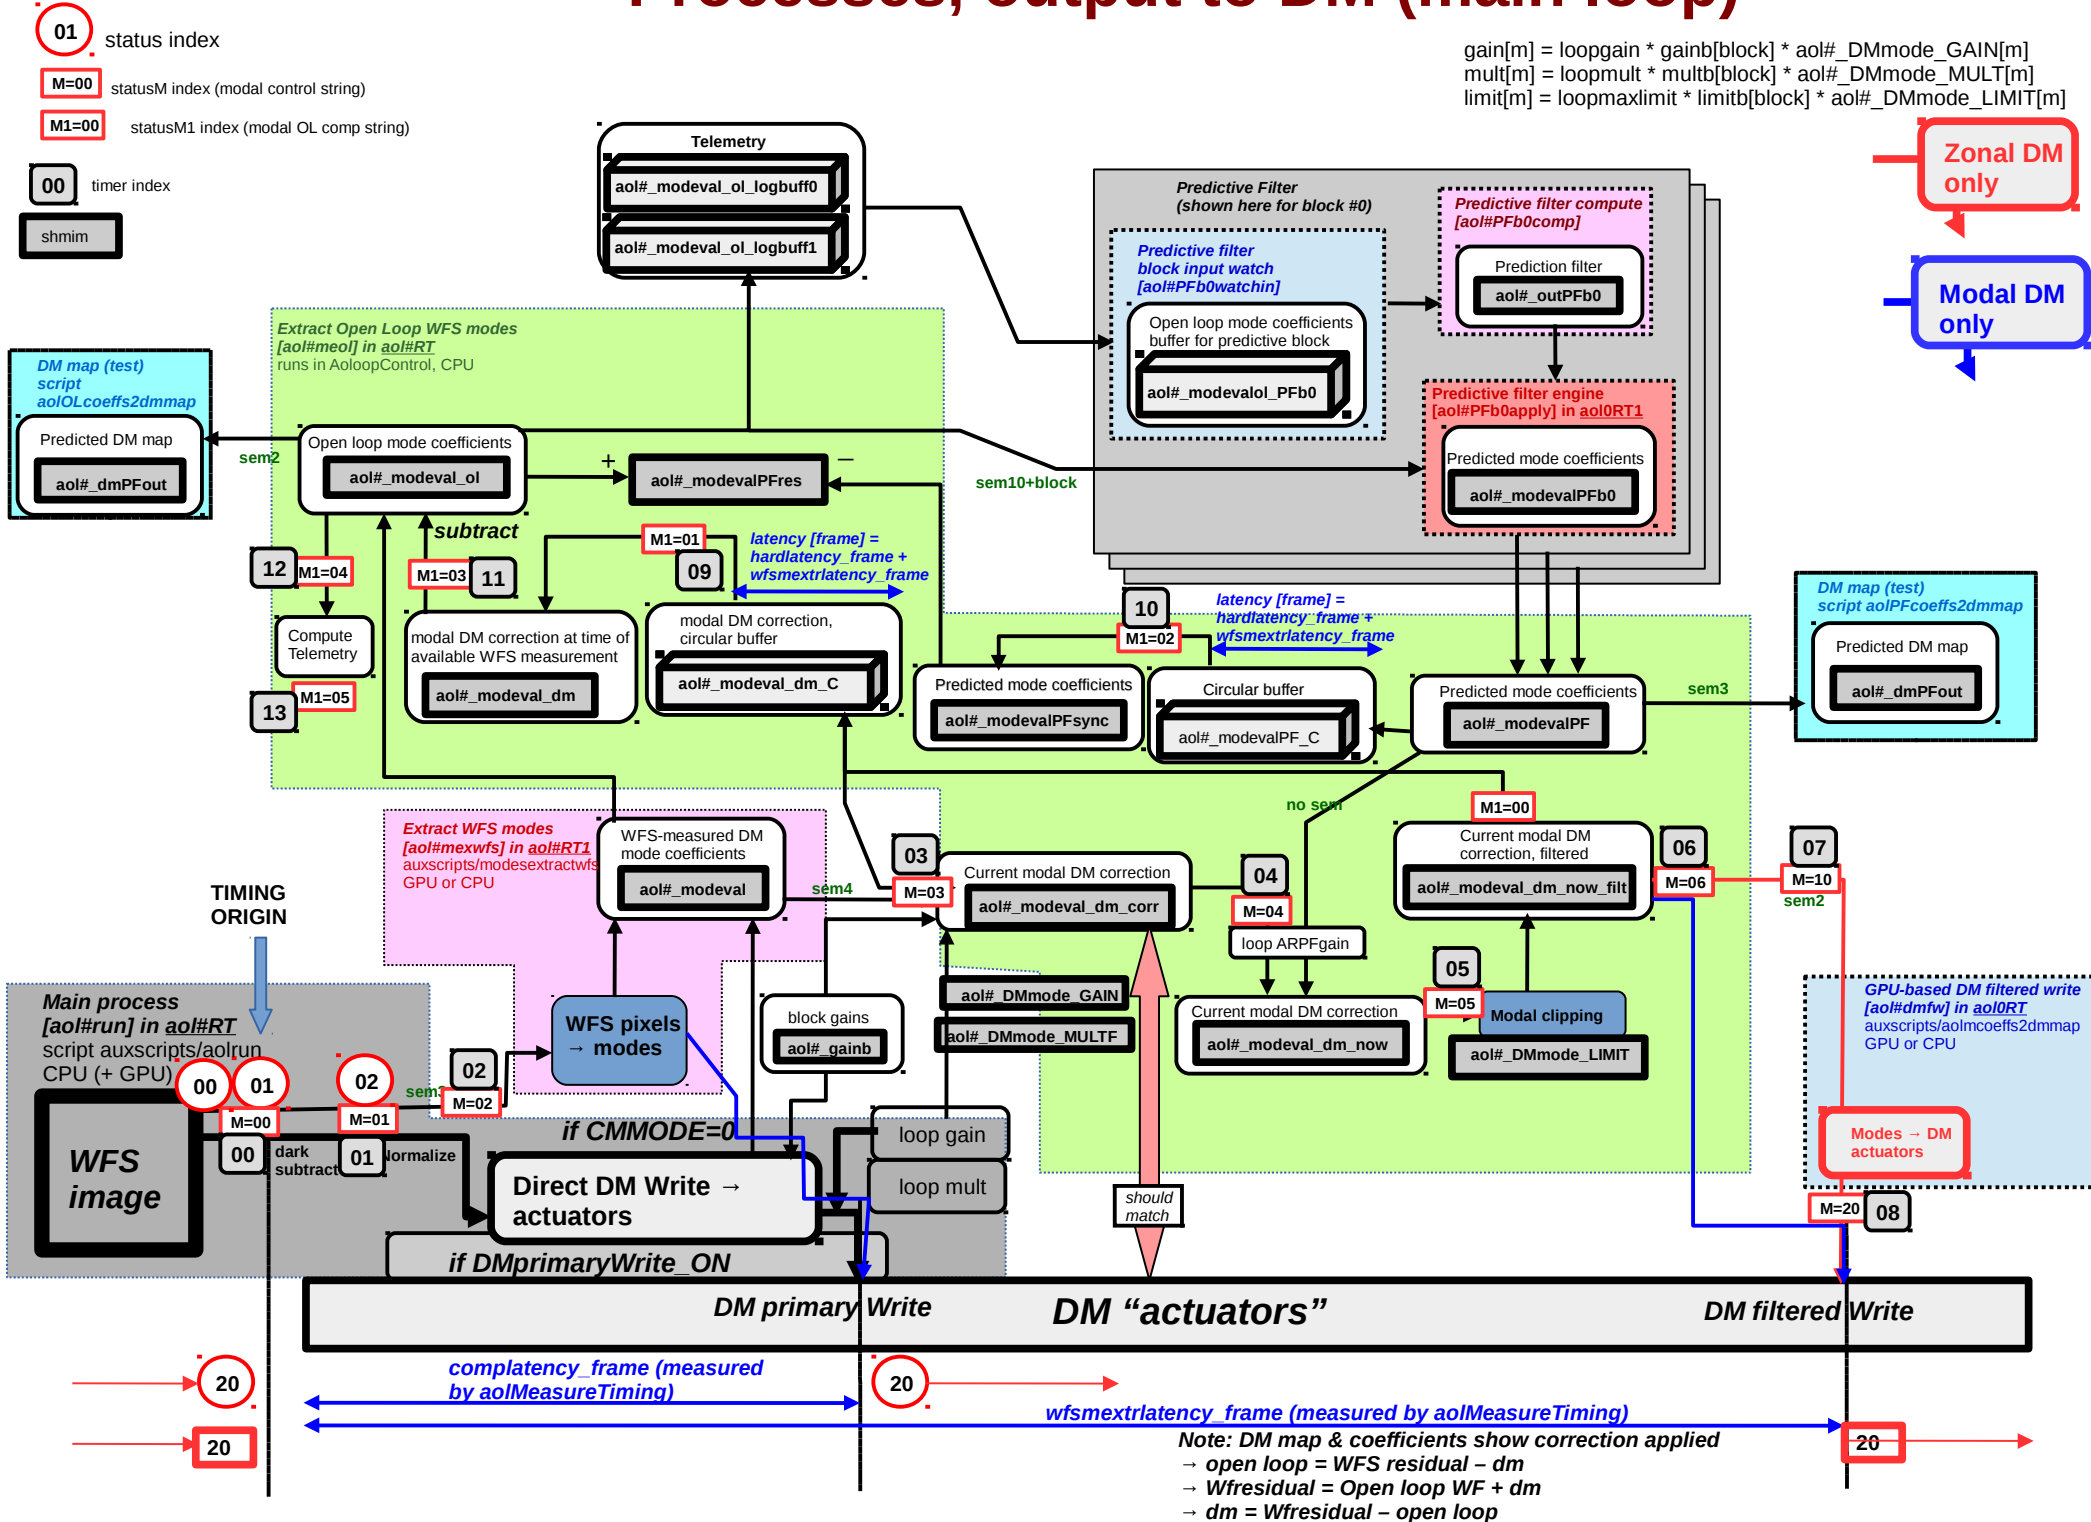 Processes, output to DM (main loop)
01 status index
M=00 statusM index (modal control string)
M1=00 statusM1 index (modal OL comp string)
00 timer index
shmim
gain[m] = loopgain * gainb[block] * aol#_DMmode_GAIN[m]
mult[m] = loopmult * multb[block] * aol#_DMmode_MULT[m]
limit[m] = loopmaxlimit * limitb[block] * aol#_DMmode_LIMIT[m]
Zonal DM
only
Modal DM
only
Telemetry
aol#_modeval_ol_logbuff0
aol#_modeval_ol_logbuff1
Predictive Filter
(shown here for block #0)
Predictive filter
block input watch
[aol#PFb0watchin]
Open loop mode coefficients
buffer for predictive block
aol#_modevalol_PFb0
Predictive filter compute
[aol#PFb0comp]
Prediction filter
aol#_outPFb0
Predictive filter engine
[aol#PFb0apply] in aol0RT1
Predicted mode coefficients
aol#_modevalPFb0
Extract Open Loop WFS modes
[aol#meol] in aol#RT
runs in AoloopControl, CPU
DM map (test)
script
aolOLcoeffs2dmmap
Predicted DM map
aol#_dmPFout
sem2
Open loop mode coefficients
aol#_modeval_ol
+
aol#_modevalPFres
–
sem10+block
subtract
12
M1=04
M1=03
11
M1=01
09
latency [frame] =
hardlatency_frame +
wfsmextrlatency_frame
Compute
Telemetry
13
M1=05
modal DM correction at time of
available WFS measurement
aol#_modeval_dm
modal DM correction,
circular buffer
aol#_modeval_dm_C
10
M1=02
latency [frame] =
hardlatency_frame +
wfsmextrlatency_frame
Predicted mode coefficients
aol#_modevalPFsync
Circular buffer
aol#_modevalPF_C
Predicted mode coefficients
aol#_modevalPF
sem3
DM map (test)
script aolPFcoeffs2dmmap
Predicted DM map
aol#_dmPFout
no sem
M1=00
Extract WFS modes
[aol#mexwfs] in aol#RT1
auxscripts/modesextractwfs
GPU or CPU
WFS-measured DM
mode coefficients
aol#_modeval
sem4
03
M=03
Current modal DM correction
aol#_modeval_dm_corr
04
M=04
loop ARPFgain
Current modal DM
correction, filtered
aol#_modeval_dm_now_filt
06
M=06
07
M=10
sem2
TIMING
ORIGIN
Main process
[aol#run] in aol#RT
script auxscripts/aolrun
CPU (+ GPU)
00
01
02
sem3
02
M=02
M=00
M=01
00
dark
subtract
01
Normalize
WFS
image
WFS pixels
→ modes
block gains
aol#_gainb
aol#_DMmode_GAIN
aol#_DMmode_MULTF
Current modal DM correction
aol#_modeval_dm_now
05
M=05
Modal clipping
aol#_DMmode_LIMIT
GPU-based DM filtered write
[aol#dmfw] in aol0RT
auxscripts/aolmcoeffs2dmmap
GPU or CPU
Modes → DM
actuators
M=20
08
if CMMODE=0
loop gain
loop mult
Direct DM Write →
actuators
if DMprimaryWrite_ON
should
match
DM primary Write
DM “actuators”
DM filtered Write
20
complatency_frame (measured
by aolMeasureTiming)
20
20
wfsmextrlatency_frame (measured by aolMeasureTiming)
20
Note: DM map & coefficients show correction applied
→ open loop = WFS residual – dm
→ Wfresidual = Open loop WF + dm
→ dm = Wfresidual – open loop